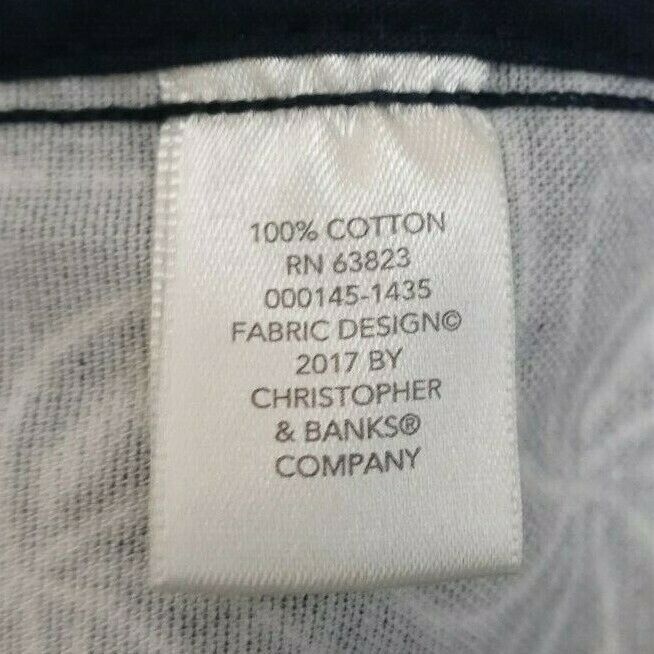 100% COTTON
RN 63823
000145-1435
FABRIC DESIGN©
2017 BY
CHRISTOPHER
& BANKS®
COMPANY